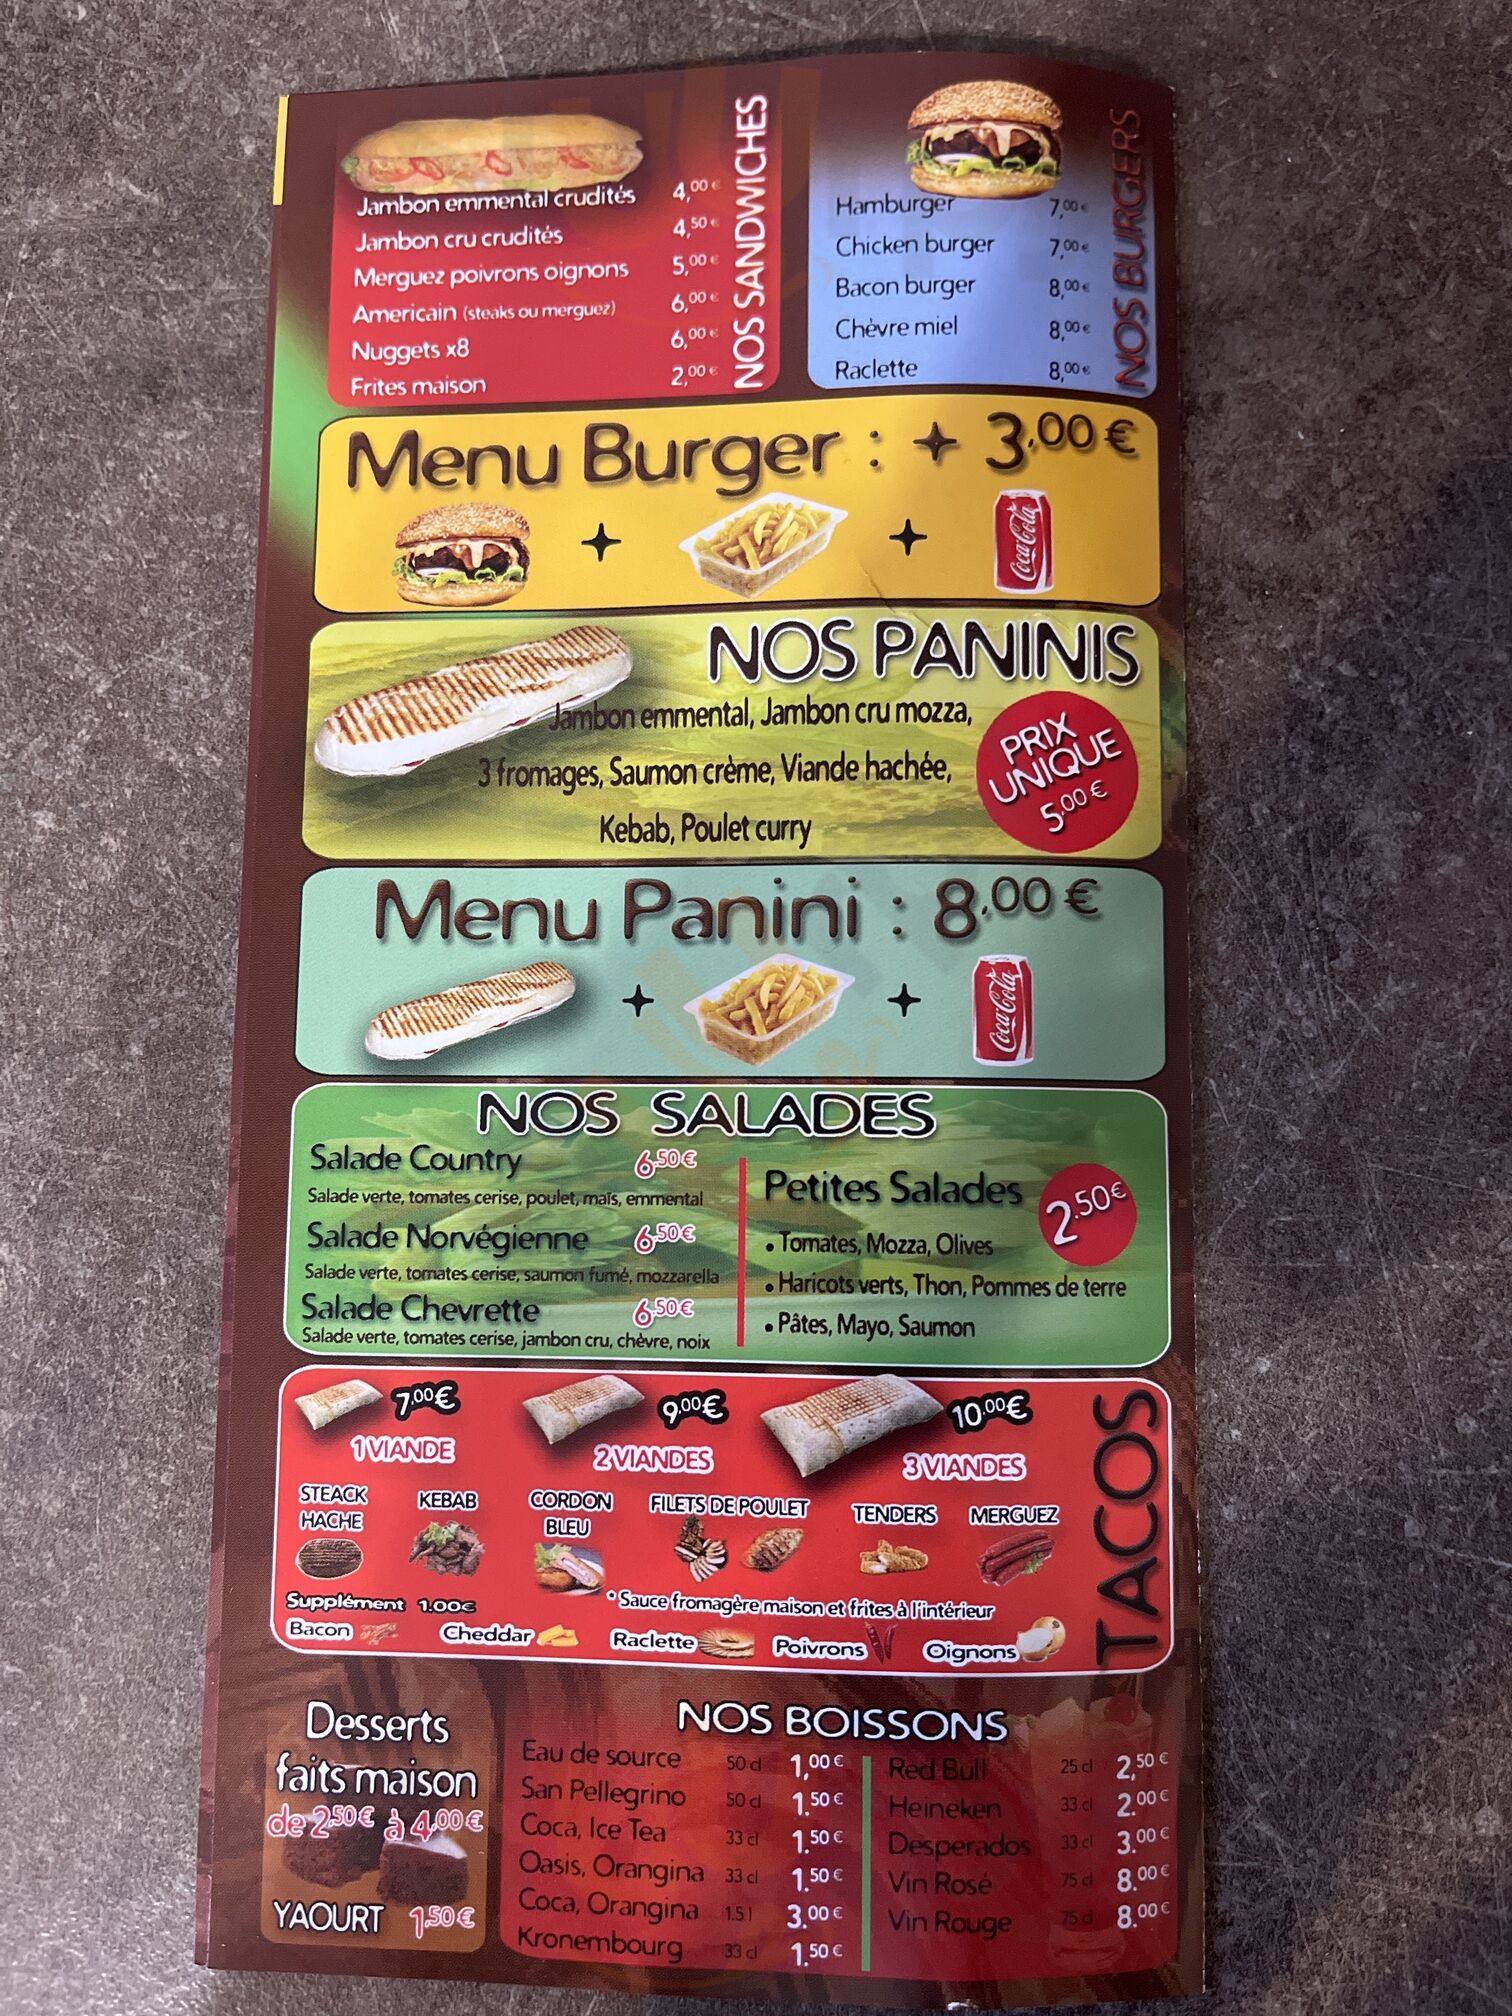 NOS SANDWICHES
Jambon emmental crudités 4,00 €
Jambon cru crudités 4,50 €
Merguez poivrons oignons 5,00 €
Americain (steaks ou merguez) 6,00 €
Nuggets x8 6,00 €
Frites maison 2,00 €
NOS BURGERS
Hamburger 7,00 €
Chicken burger 7,00 €
Bacon burger 8,00 €
Chèvre miel 8,00 €
Raclette 8,00 €
Menu Burger : + 3,00 €
+ +
Coca-Cola
NOS PANINIS
Jambon emmental, Jambon cru mozza,
3 fromages, Saumon crème, Viande hachée,
Kebab, Poulet curry
PRIX
UNIQUE
5.00 €
Menu Panini : 8,00 €
+ +
Coca-Cola
NOS SALADES
Salade Country 6.50 €
Salade verte, tomates cerise, poulet, maïs, emmental
Salade Norvégienne 6.50 €
Salade verte, tomates cerise, saumon fumé, mozzarella
Salade Chevrette 6.50 €
Salade verte, tomates cerise, jambon cru, chèvre, noix
Petites Salades 2.50€
• Tomates, Mozza, Olives
• Haricots verts, Thon, Pommes de terre
• Pâtes, Mayo, Saumon
TACOS
7.00€ 9.00€ 10.00€
1 VIANDE 2 VIANDES 3 VIANDES
STEACK HACHE
KEBAB
CORDON BLEU
FILETS DE POULET
TENDERS
MERGUEZ
Supplément 1.00€
* Sauce fromagère maison et frites à l'intérieur
Bacon Cheddar Raclette Poivrons Oignons
Desserts
faits maison
de 2.50€ à 4.00€
YAOURT 1.50€
NOS BOISSONS
Eau de source 50 cl 1,00 €
San Pellegrino 50 cl 1.50 €
Coca, Ice Tea 33 cl 1.50 €
Oasis, Orangina 33 cl 1.50 €
Coca, Orangina 1.5 l 3.00 €
Kronembourg 33 cl 1.50 €
Red Bull 25 cl 2,50 €
Heineken 33 cl 2.00 €
Desperados 33 cl 3.00 €
Vin Rosé 75 cl 8.00 €
Vin Rouge 75 cl 8.00 €